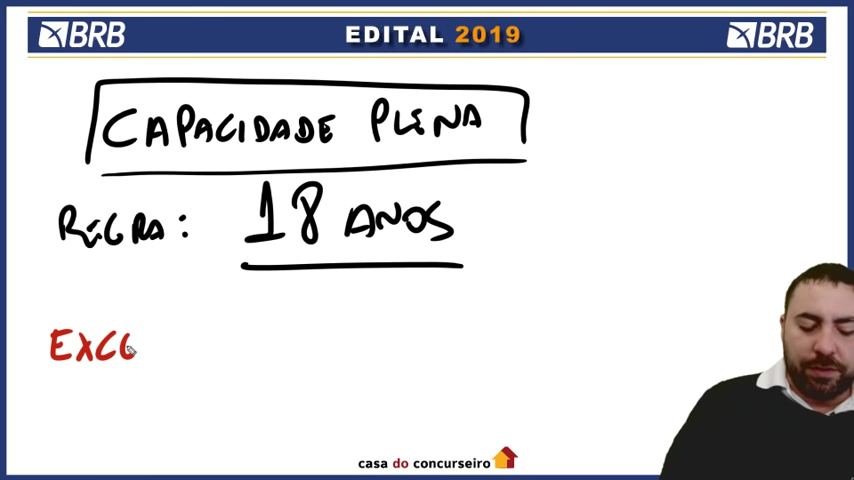 BRB EDITAL 2019 BRB
CAPACIDADE PLENA
REGRA: 18 ANOS
EXCE
casa do concurseiro